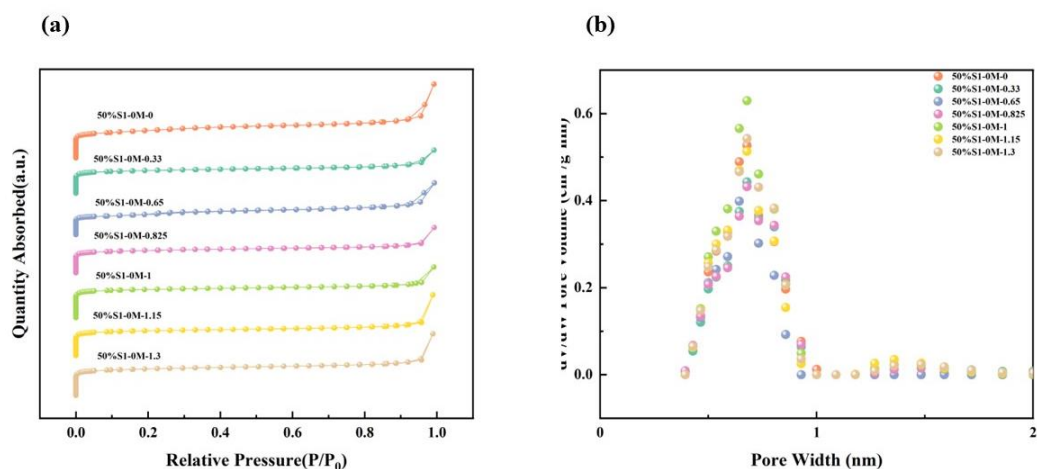 (a)
(b)
Quantity Absorbed(a.u.)
50%S1-0M-0
50%S1-0M-0.33
50%S1-0M-0.65
50%S1-0M-0.825
50%S1-0M-1
50%S1-0M-1.15
50%S1-0M-1.3
0.0 0.2 0.4 0.6 0.8 1.0
Relative Pressure(P/P0)
50%S1-0M-0
50%S1-0M-0.33
50%S1-0M-0.65
50%S1-0M-0.825
50%S1-0M-1
50%S1-0M-1.15
50%S1-0M-1.3
0.6
0.4
0.2
0.0
Pore Volume
0 1 2
Pore Width (nm)